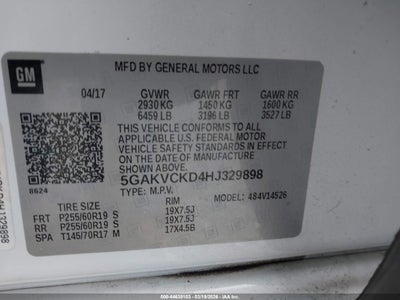 GM
MFD BY GENERAL MOTORS LLC
04/17 GVWR GAWR FRT GAWR RR
2930 KG 1450 KG 1600 KG
6459 LB 3196 LB 3527 LB
THIS VEHICLE CONFORMS TO ALL APPLICABLE
U.S. FEDERAL MOTOR
VEHICLE SAFETY STANDARDS IN EFFECT ON THE
DATE OF MANUFACTURE SHOWN ABOVE.
5GAKVCKD4HJ329898
8624 TYPE: M.P.V. MODEL: 4B4V14526
TIRE SIZE RIM
FRT P255/60R19 S 19X7.5J
RR P255/60R19 S 19X7.5J
SPA T145/70R17 M 17X4.5B